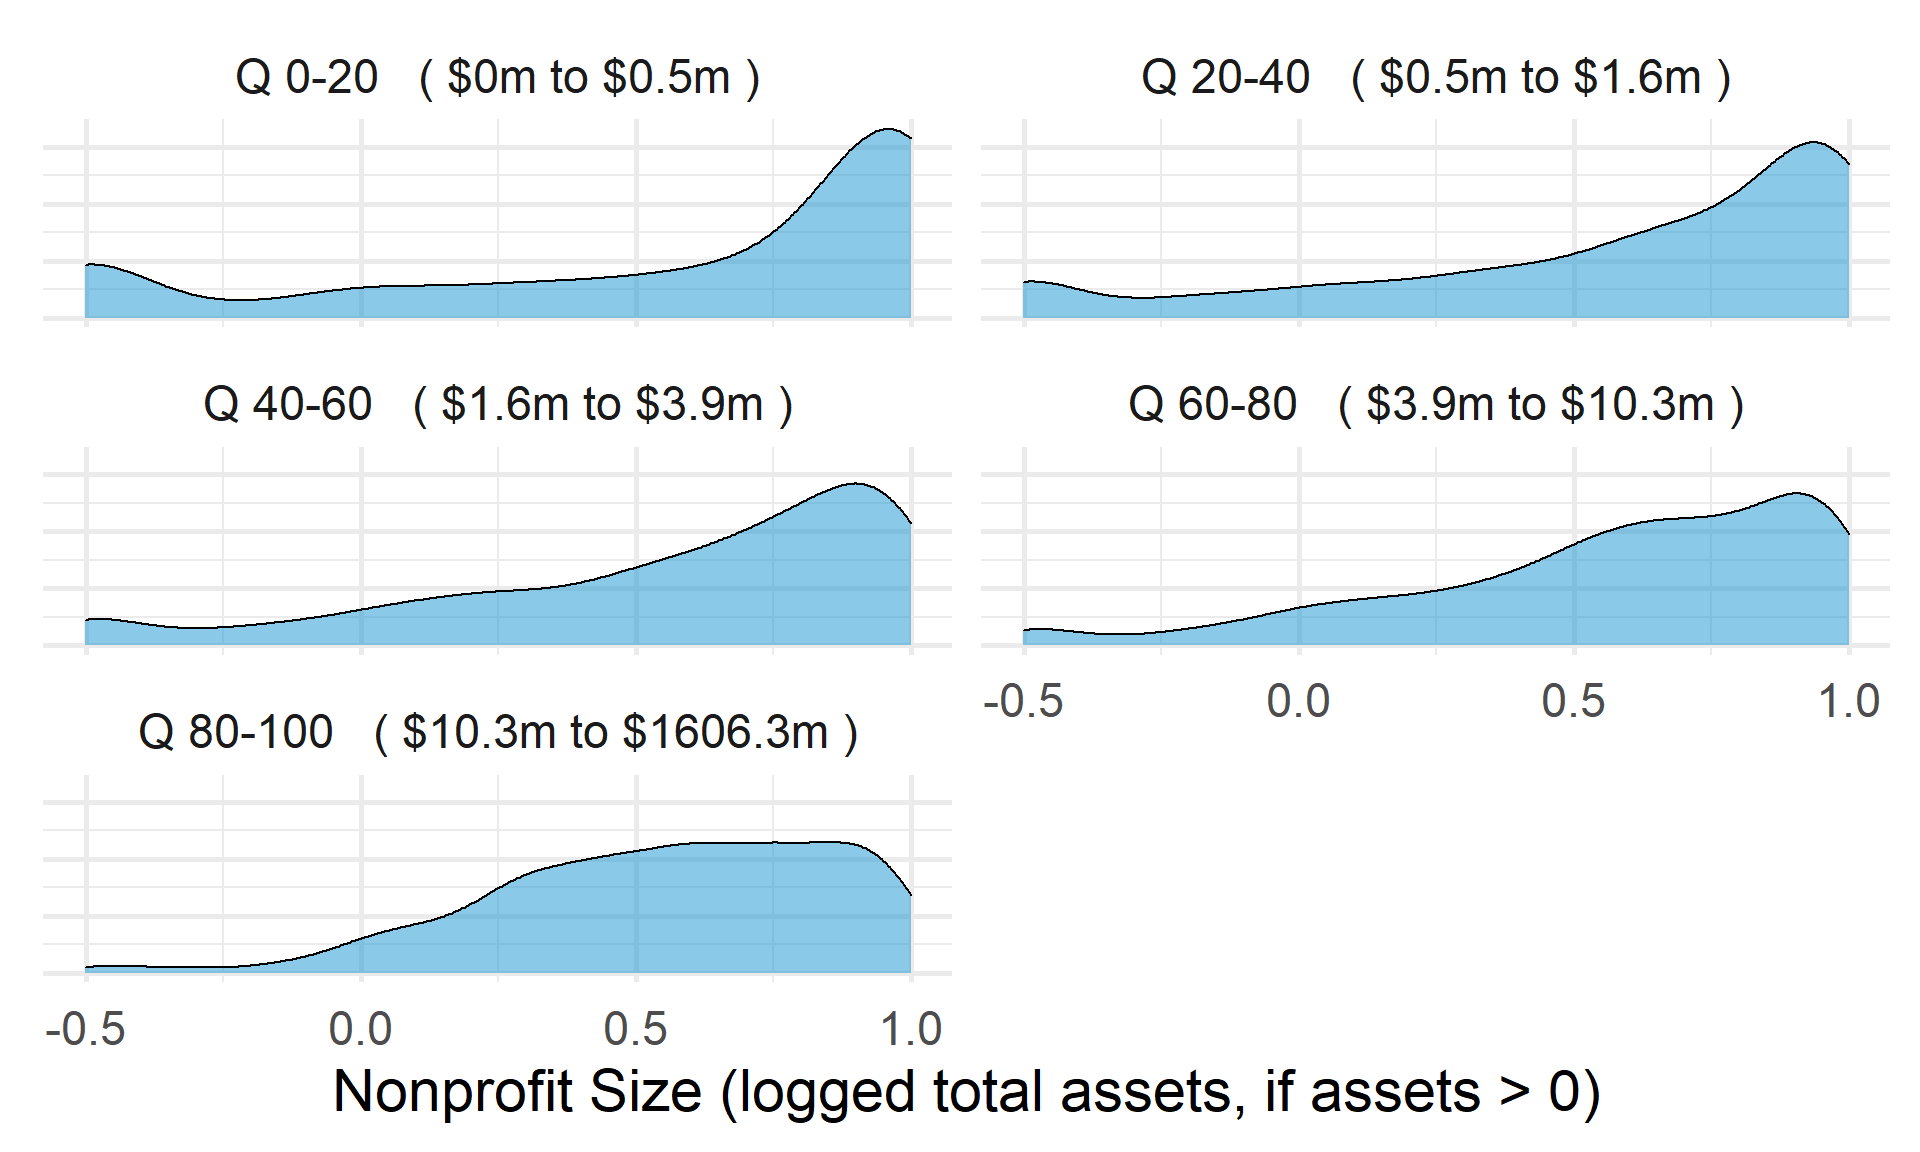 Q 0-20 ( $0m to $0.5m )
Q 20-40 ( $0.5m to $1.6m )
Q 40-60 ( $1.6m to $3.9m )
Q 60-80 ( $3.9m to $10.3m )
-0.5 0.0 0.5 1.0
Q 80-100 ( $10.3m to $1606.3m )
-0.5 0.0 0.5 1.0
Nonprofit Size (logged total assets, if assets > 0)